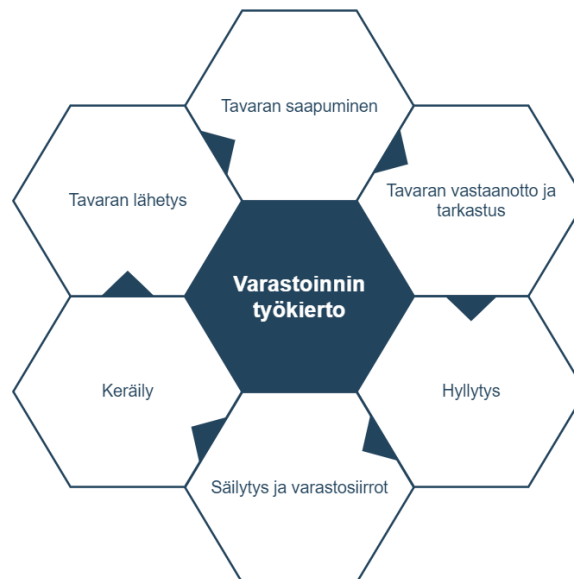 Tavaran saapuminen
Tavaran vastaanotto ja
tarkastus
Hyllytys
Säilytys ja varastosiirrot
Keräily
Tavaran lähetys
Varastoinnin
työkierto